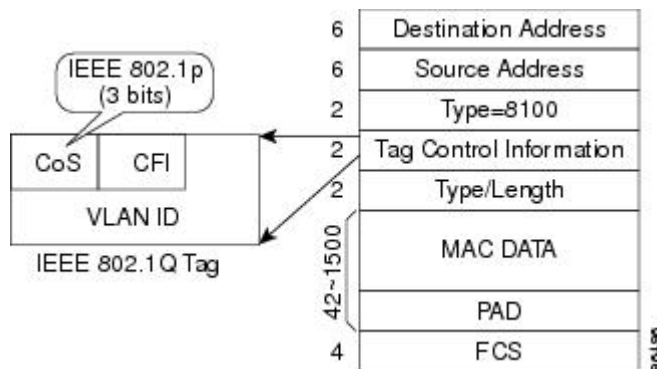 6 Destination Address
6 Source Address
2 Type=8100
2 Tag Control Information
2 Type/Length
42~1500
MAC DATA
PAD
4 FCS
IEEE 802.1p
(3 bits)
CoS CFI
VLAN ID
IEEE 802.1Q Tag